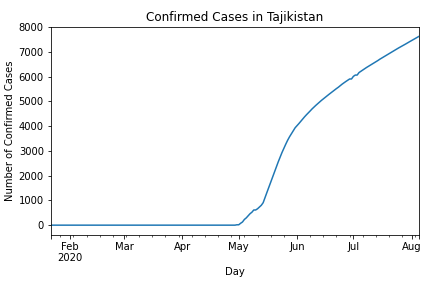 Confirmed Cases in Tajikistan
Number of Confirmed Cases
8000
7000
6000
5000
4000
3000
2000
1000
0
Feb Mar Apr May Jun Jul Aug
2020
Day